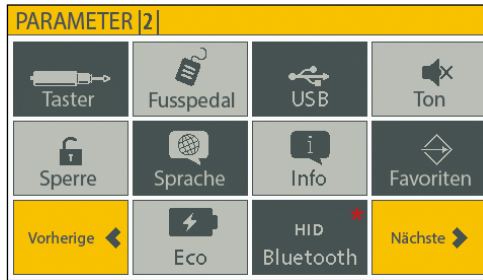 PARAMETER |2|
Taster
Fusspedal
USB
Ton
Sperre
Sprache
i
Info
Favoriten
Vorherige
Eco
HID *
Bluetooth
Nächste